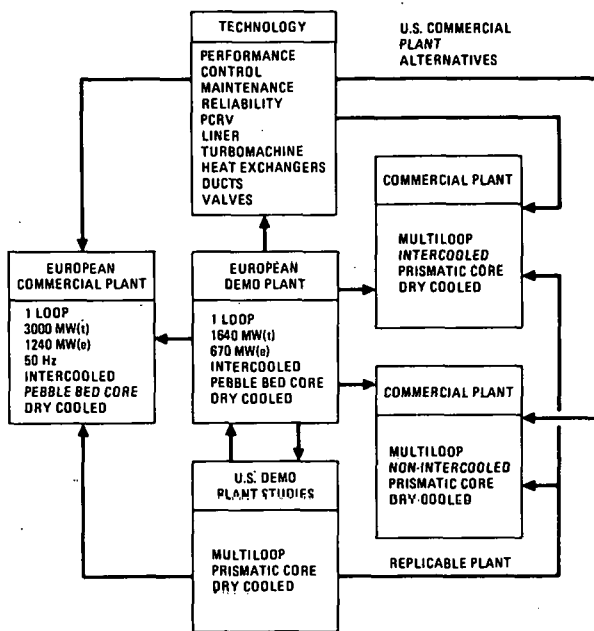 TECHNOLOGY
PERFORMANCE
CONTROL
MAINTENANCE
RELIABILITY
PCRV
LINER
TURBOMACHINE
HEAT EXCHANGERS
DUCTS
VALVES
U.S. COMMERCIAL
PLANT
ALTERNATIVES
COMMERCIAL PLANT
MULTILOOP
INTERCOOLED
PRISMATIC CORE
DRY COOLED
EUROPEAN
COMMERCIAL PLANT
1 LOOP
3000 MW(t)
1240 MW(e)
50 Hz
INTERCOOLED
PEBBLE BED CORE
DRY COOLED
EUROPEAN
DEMO PLANT
1 LOOP
1640 MW(t)
670 MW(e)
INTERCOOLED
PEBBLE BED CORE
DRY COOLED
COMMERCIAL PLANT
MULTILOOP
NON-INTERCOOLED
PRISMATIC CORE
DRY-COOLED
U.S. DEMO
PLANT STUDIES
MULTILOOP
PRISMATIC CORE
DRY COOLED
REPLICABLE PLANT